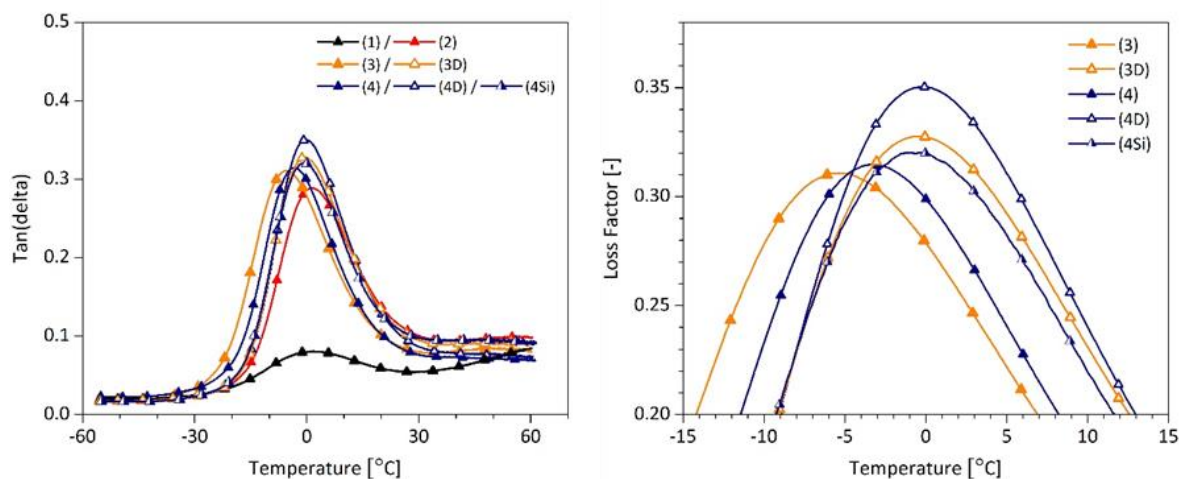 0.5
0.4
0.3
0.2
0.1
0.0
Tan(delta)
(1) / (2)
(3) / (3D)
(4) / (4D) / (4Si)
-60 -30 0 30 60
Temperature [°C]
0.35
0.30
0.25
0.20
Loss Factor [-]
(3)
(3D)
(4)
(4D)
(4Si)
-15 -10 -5 0 5 10 15
Temperature [°C]